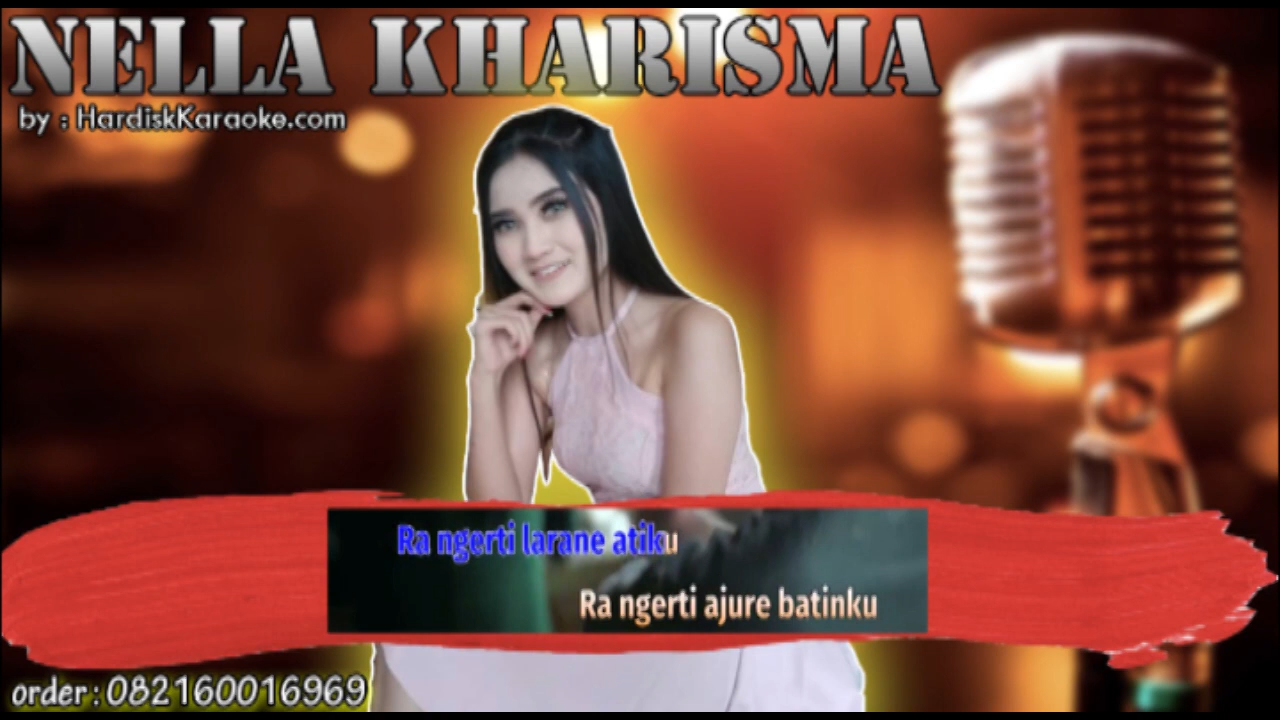 NELLA KHARISMA
by : HardiskKaraoke.com
Ra ngerti larane atiku
Ra ngerti ajure batinku
order : 082160016969